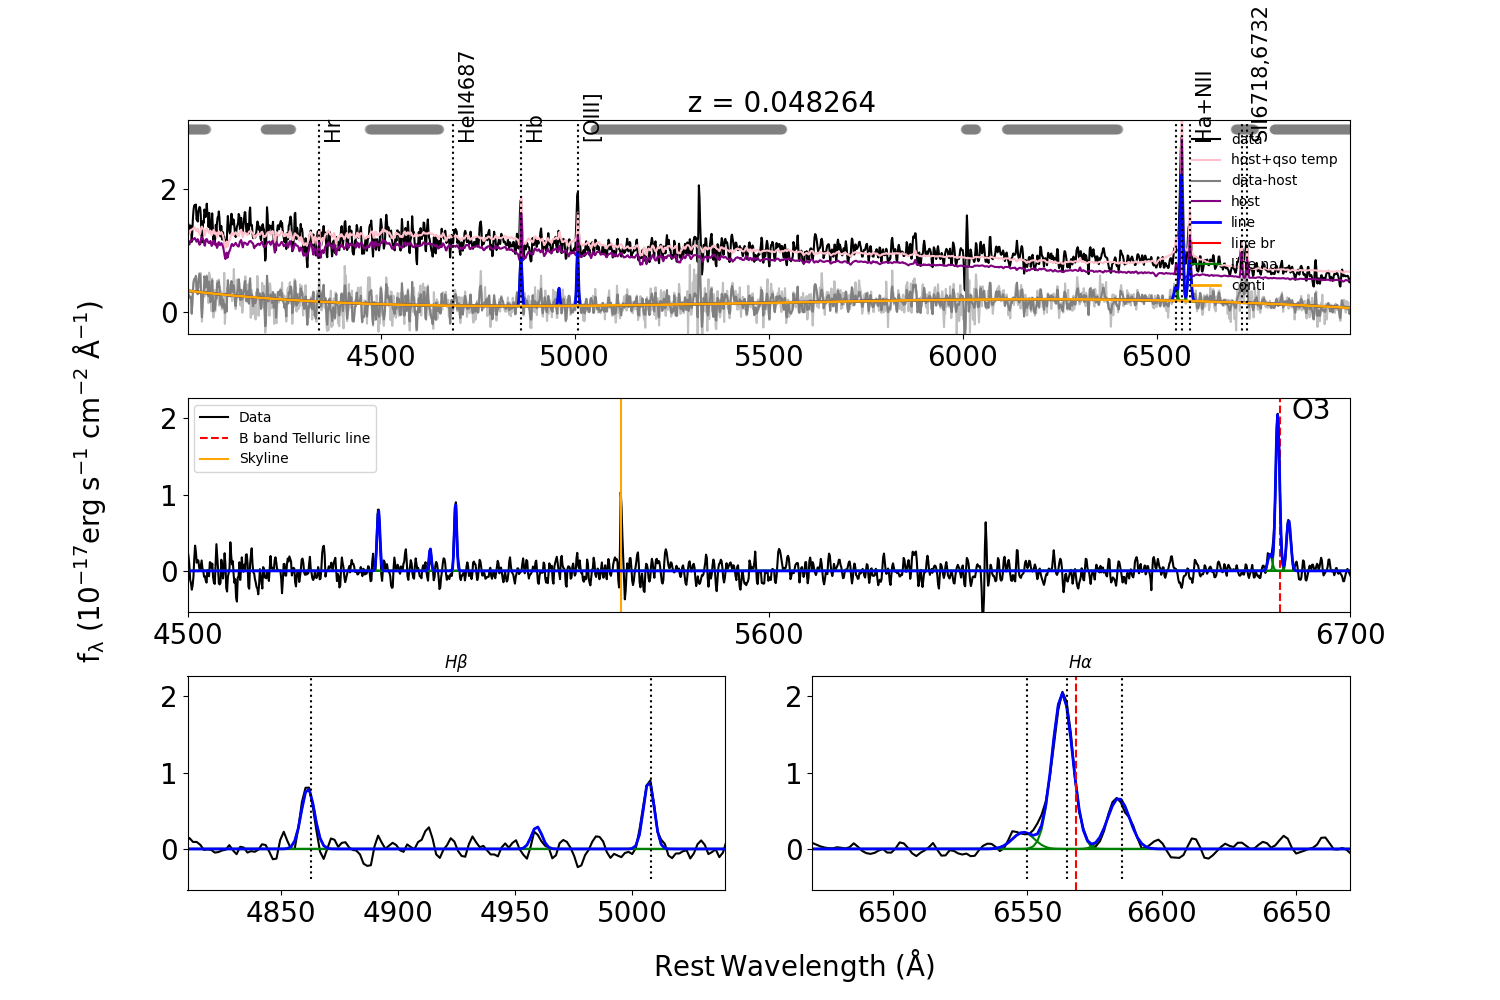 z = 0.048264
Hr
HeII4687
Hb
[OIII]
Ha+NII
SII6718,6732
data
host+qso temp
data-host
host
line
line br
line na
conti
2
0
4500
5000
5500
6000
6500
Data
B band Telluric line
Skyline
O3
2
1
0
4500
5600
6700
fλ (10−17erg s−1 cm−2 Å−1)
Hβ
2
1
0
4850
4900
4950
5000
Hα
2
1
0
6500
6550
6600
6650
Rest Wavelength (Å)